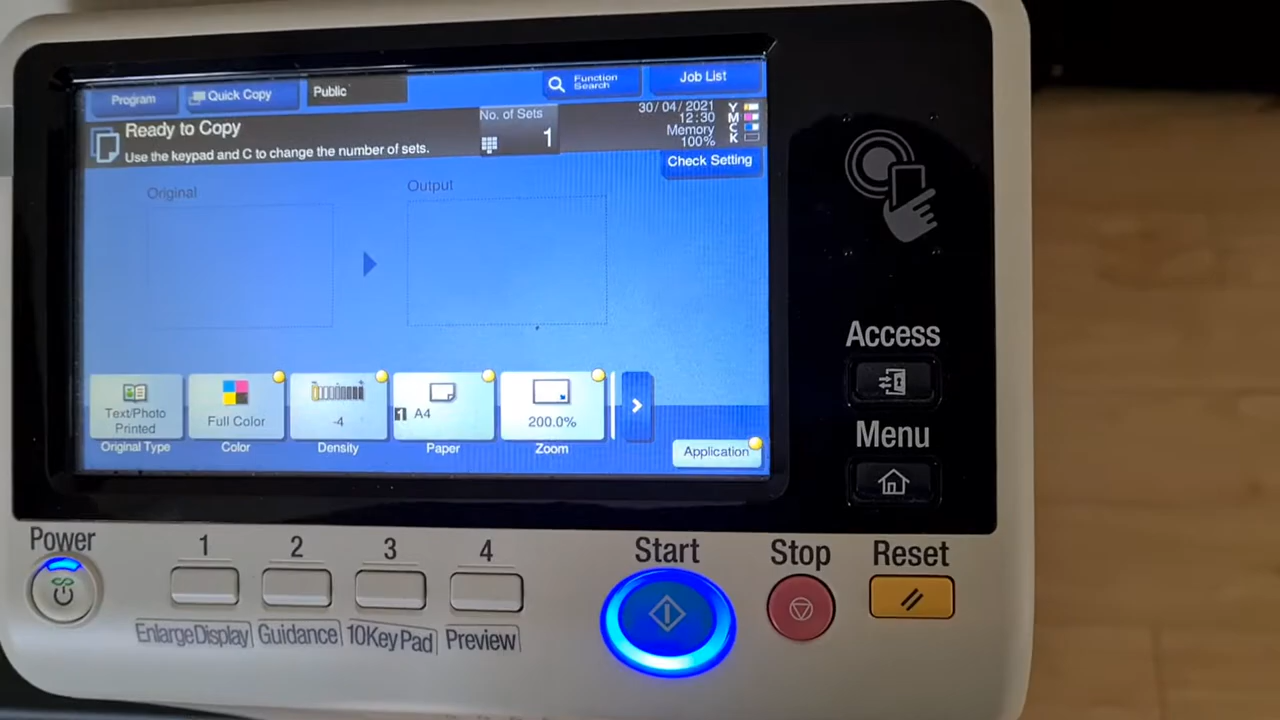 Program
Quick Copy
Public
Function
Search
Job List
Ready to Copy
Use the keypad and C to change the number of sets.
No. of Sets
1
30/04/2021
12:30
Memory
100%
Y
M
C
K
Check Setting
Original
Output
Text/Photo
Printed
Full Color
-4
1 A4
200.0%
Original Type
Color
Density
Paper
Zoom
Application
Access
Menu
Power
1
2
3
4
Start
Stop
Reset
Enlarge Display
Guidance
10 Key Pad
Preview